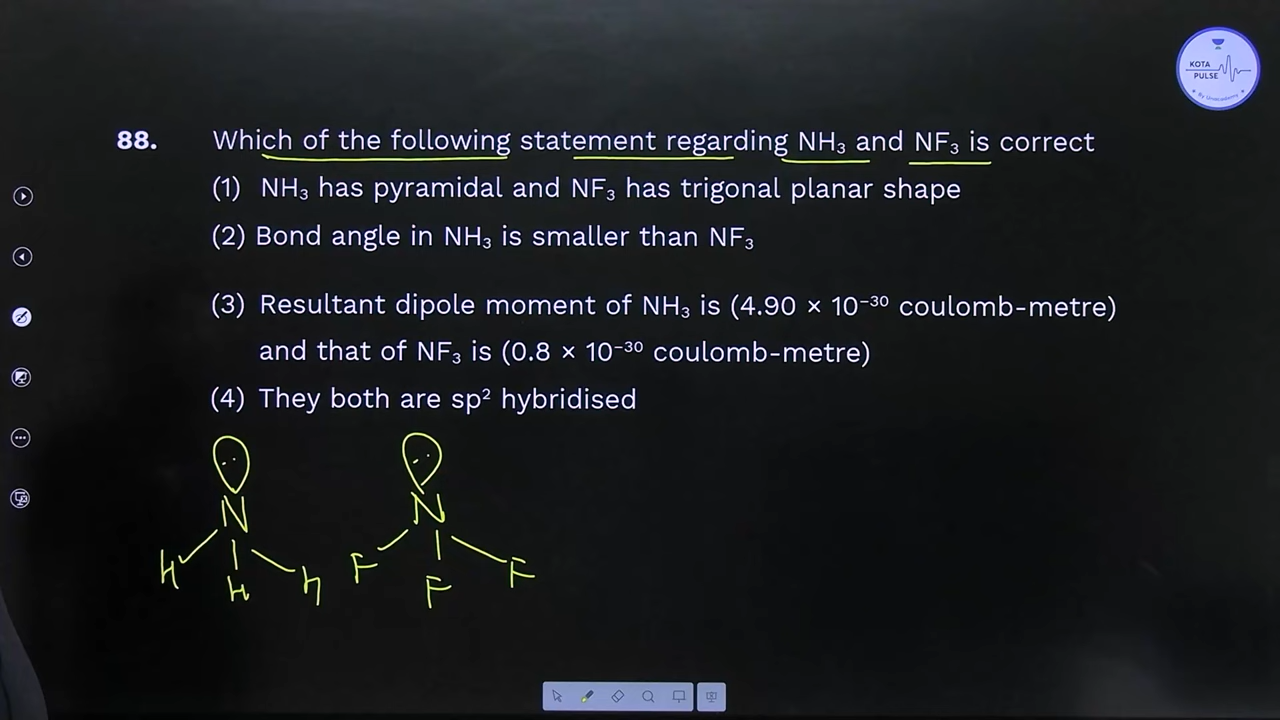 KOTA
PULSE
By Unacademy
88. Which of the following statement regarding NH₃ and NF₃ is correct
(1) NH₃ has pyramidal and NF₃ has trigonal planar shape
(2) Bond angle in NH₃ is smaller than NF₃
(3) Resultant dipole moment of NH₃ is (4.90 × 10⁻³⁰ coulomb-metre)
and that of NF₃ is (0.8 × 10⁻³⁰ coulomb-metre)
(4) They both are sp² hybridised
N N
H H H F F F